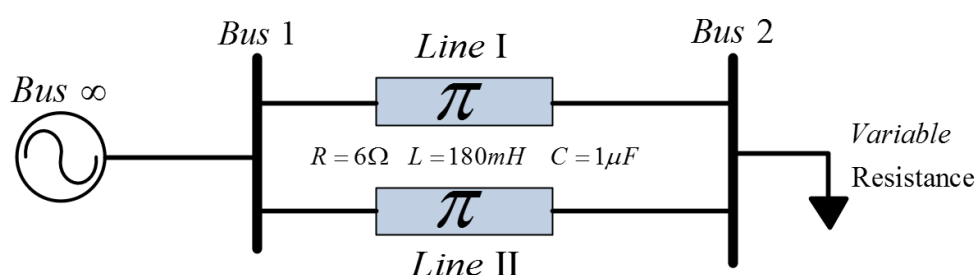 Bus 1
Line I
Bus 2
Bus ∞
π
Variable
Resistance
R = 6Ω L = 180mH C = 1μF
π
Line II